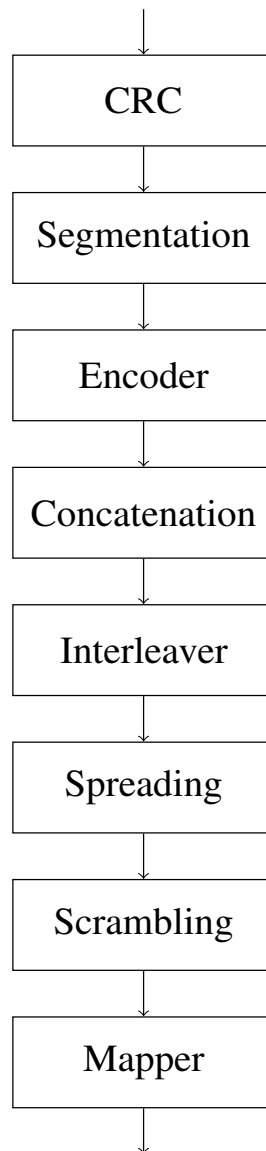 CRC
Segmentation
Encoder
Concatenation
Interleaver
Spreading
Scrambling
Mapper